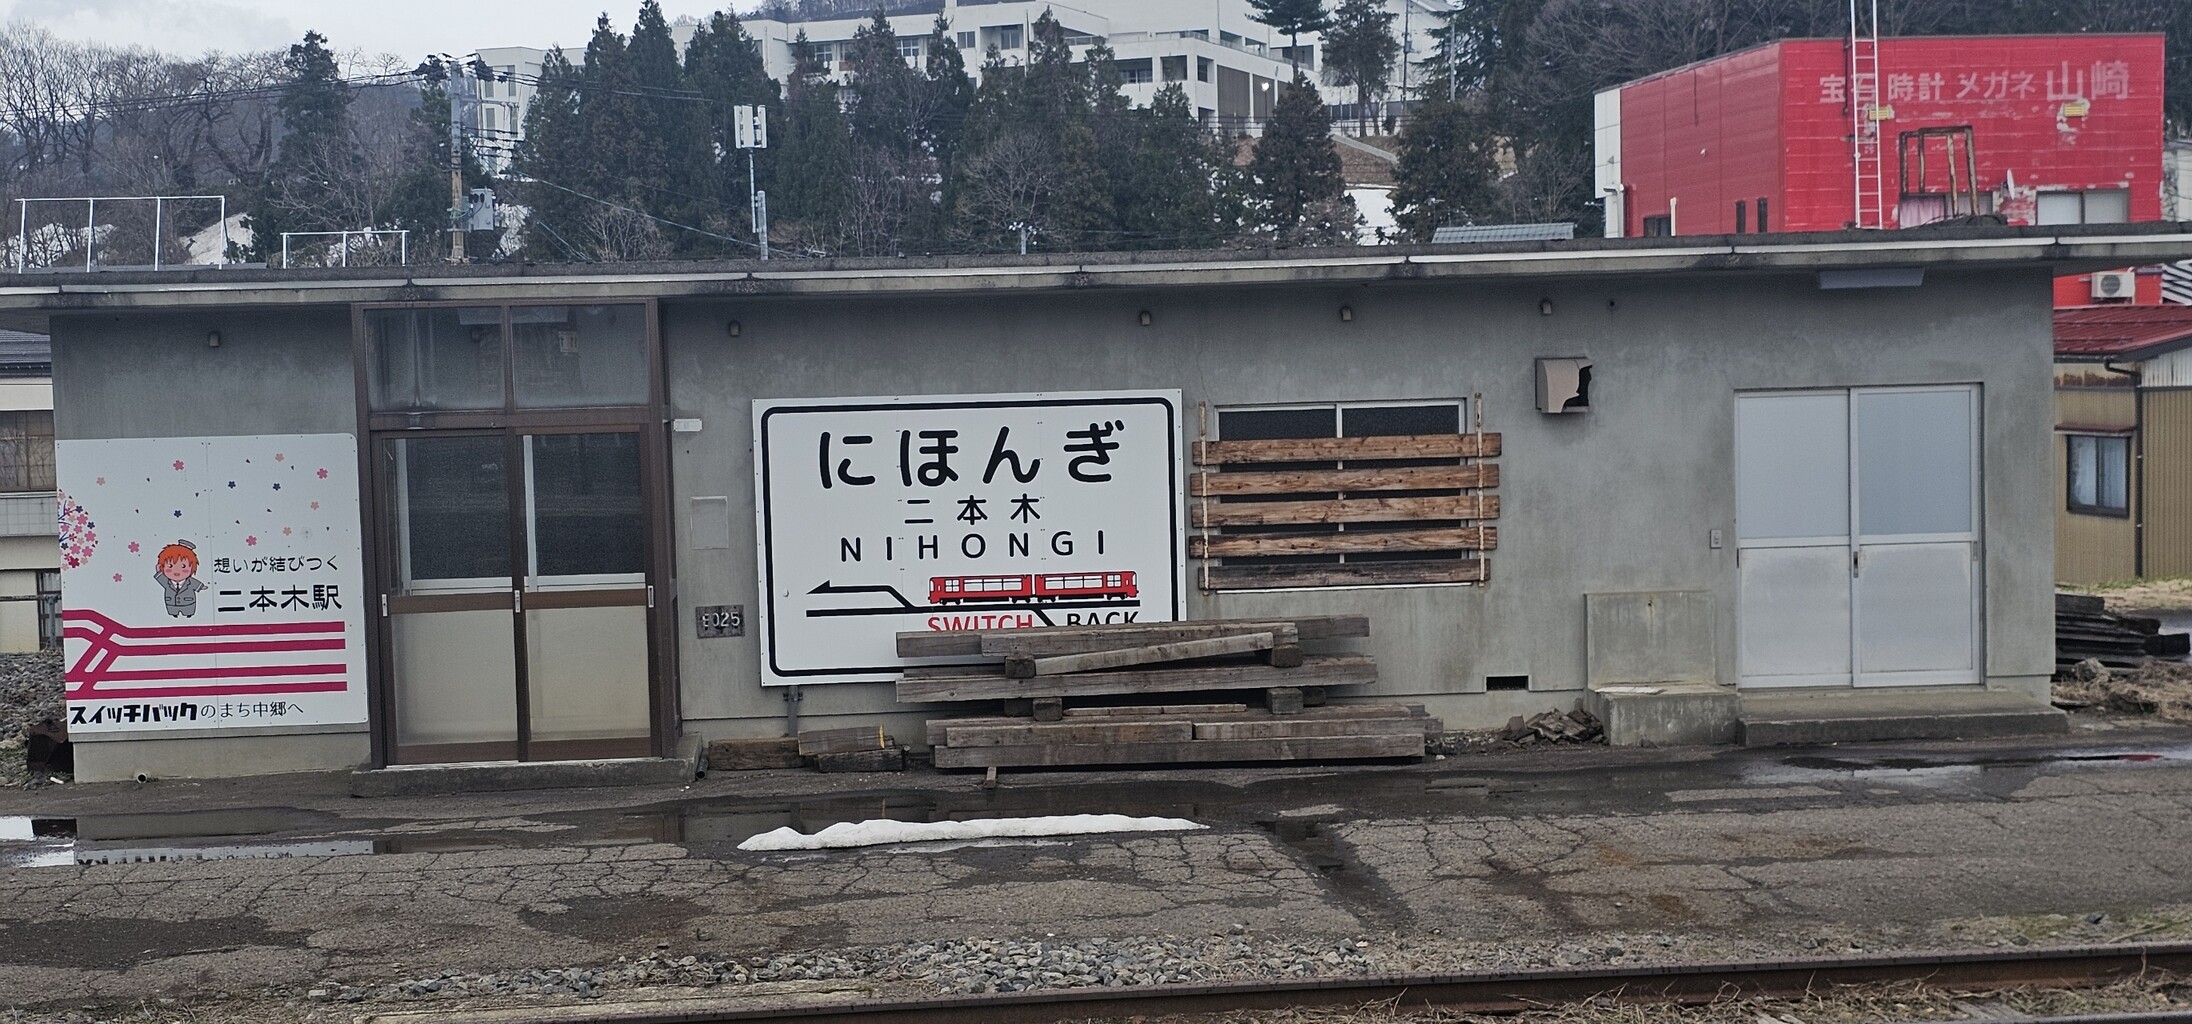 宝石 時計 メガネ 山崎
想いが結びつく
二本木駅
スイッチバックのまち中郷へ
にほんぎ
二本木
NIHONGI
SWITCH BACK